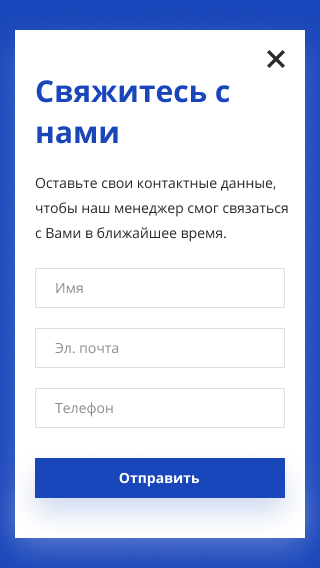 Свяжитесь с
нами
Оставьте свои контактные данные,
чтобы наш менеджер смог связаться
с Вами в ближайшее время.
Имя
Эл. почта
Телефон
Отправить